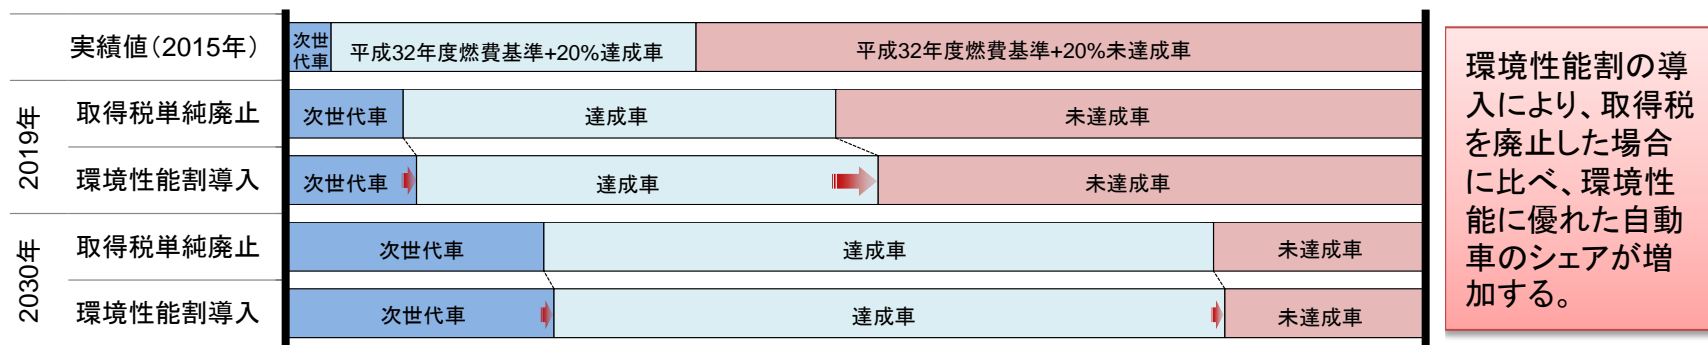 実績値(2015年)
次世
代車
平成32年度燃費基準+20%達成車
平成32年度燃費基準+20%未達成車
2019年
取得税単純廃止
次世代車
達成車
未達成車
環境性能割導入
次世代車
達成車
未達成車
2030年
取得税単純廃止
次世代車
達成車
未達成車
環境性能割導入
次世代車
達成車
未達成車
環境性能割の導
入により、取得税
を廃止した場合
に比べ、環境性
能に優れた自動
車のシェアが増
加する。